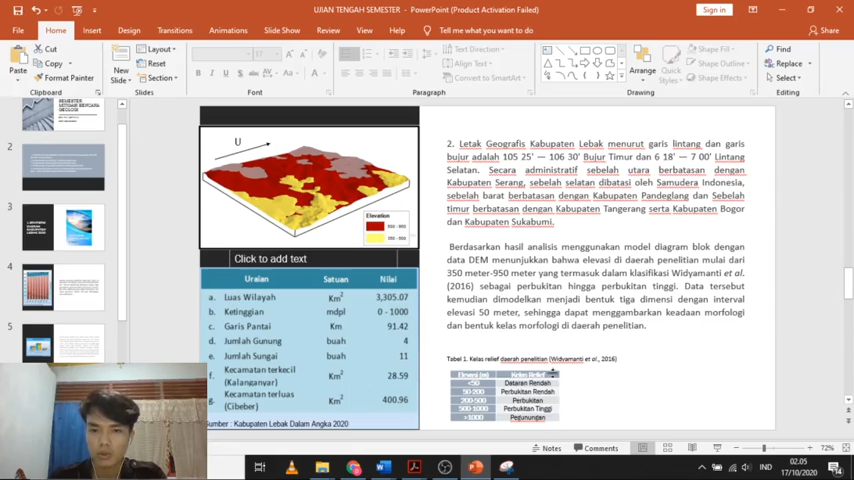 UJIAN TENGAH SEMESTER - PowerPoint (Product Activation Failed)
Sign in
File Home Insert Design Transitions Animations Slide Show Review View Help Tell me what you want to do Share
Paste
Cut
Copy
Format Painter
Clipboard
New Slide
Layout
Reset
Section
Slides
17
B I U S
Aa
A
Font
Text Direction
Align Text
Convert to SmartArt
Paragraph
Arrange
Quick Styles
Shape Fill
Shape Outline
Shape Effects
Drawing
Find
Replace
Select
Editing
SEMESTER
2
3
4
5
U
Elevation
Click to add text
Uraian Satuan Nilai
a. Luas Wilayah Km2 3,305.07
b. Ketinggian mdpl 0 - 1000
c. Garis Pantai Km 91.42
d. Jumlah Gunung buah 4
e. Jumlah Sungai buah 11
f. Kecamatan terkecil (Kalanganyar) Km2 28.59
g. Kecamatan terluas (Cibeber) Km2 400.96
Sumber : Kabupaten Lebak Dalam Angka 2020
2. Letak Geografis Kabupaten Lebak menurut garis lintang dan garis
bujur adalah 105 25' — 106 30' Bujur Timur dan 6 18' — 7 00' Lintang
Selatan. Secara administratif sebelah utara berbatasan dengan
Kabupaten Serang, sebelah selatan dibatasi oleh Samudera Indonesia,
sebelah barat berbatasan dengan Kabupaten Pandeglang dan Sebelah
timur berbatasan dengan Kabupaten Tangerang serta Kabupaten Bogor
dan Kabupaten Sukabumi.
Berdasarkan hasil analisis menggunakan model diagram blok dengan
data DEM menunjukkan bahwa elevasi di daerah penelitian mulai dari
350 meter-950 meter yang termasuk dalam klasifikasi Widyamanti et al.
(2016) sebagai perbukitan hingga perbukitan tinggi. Data tersebut
kemudian dimodelkan menjadi bentuk tiga dimensi dengan interval
elevasi 50 meter, sehingga dapat menggambarkan keadaan morfologi
dan bentuk kelas morfologi di daerah penelitian.
Tabel 1. Kelas relief daerah penelitian (Widyamanti et al., 2016)
Elevasi (m) Kelas Relief
<50 Dataran Rendah
50-200 Perbukitan Rendah
200-500 Perbukitan
500-1000 Perbukitan Tinggi
>1000 Pegunungan
Notes Comments 72%
IND
02.05
17/10/2020